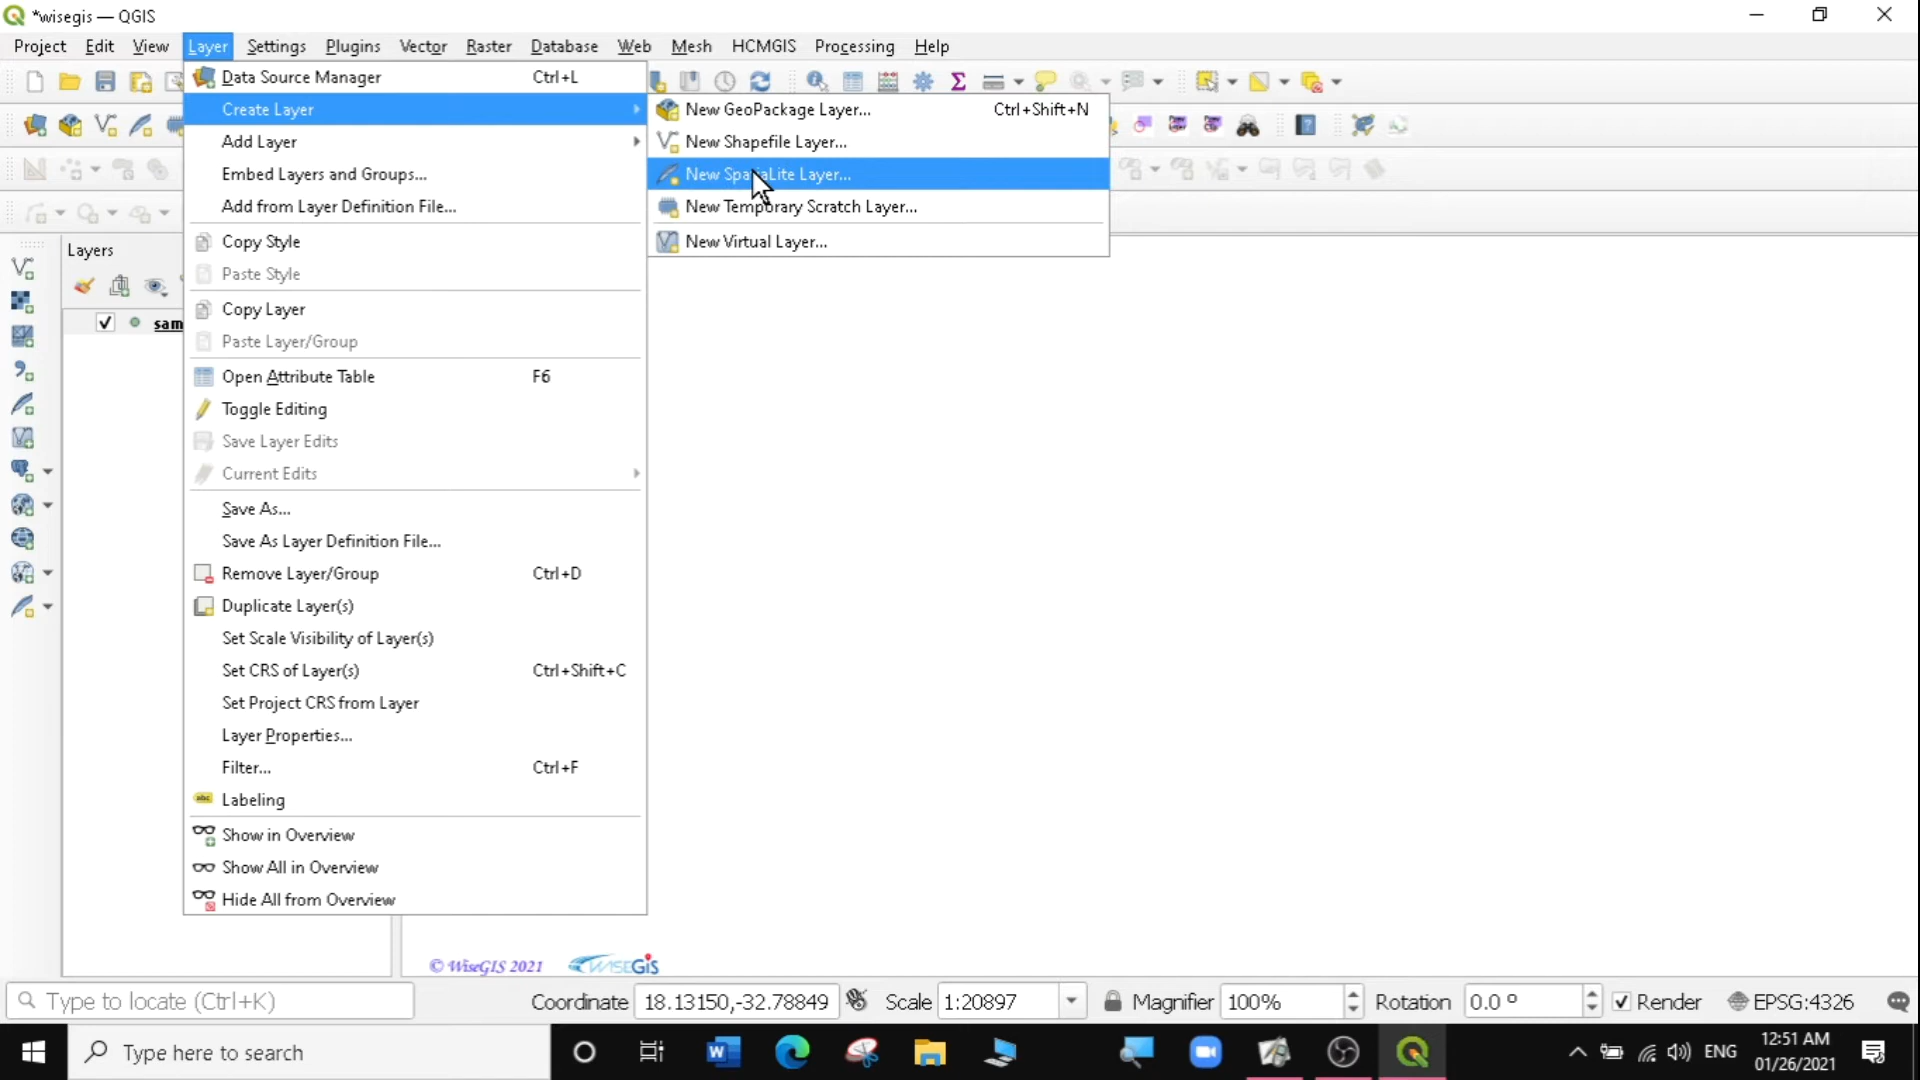 *wisegis — QGIS
Project Edit View Layer Settings Plugins Vector Raster Database Web Mesh HCMGIS Processing Help
Data Source Manager Ctrl+L
Create Layer
Add Layer
Embed Layers and Groups...
Add from Layer Definition File...
Copy Style
Paste Style
Copy Layer
Paste Layer/Group
Open Attribute Table F6
Toggle Editing
Save Layer Edits
Current Edits
Save As...
Save As Layer Definition File...
Remove Layer/Group Ctrl+D
Duplicate Layer(s)
Set Scale Visibility of Layer(s)
Set CRS of Layer(s) Ctrl+Shift+C
Set Project CRS from Layer
Layer Properties...
Filter... Ctrl+F
abc Labeling
Show in Overview
Show All in Overview
Hide All from Overview
New GeoPackage Layer... Ctrl+Shift+N
New Shapefile Layer...
New SpatiaLite Layer...
New Temporary Scratch Layer...
New Virtual Layer...
Layers
sam
© WiseGIS 2021 WISEGIS
Type to locate (Ctrl+K) Coordinate 18.13150,-32.78849 Scale 1:20897 Magnifier 100% Rotation 0.0 ° Render EPSG:4326
Type here to search
ENG
12:51 AM
01/26/2021